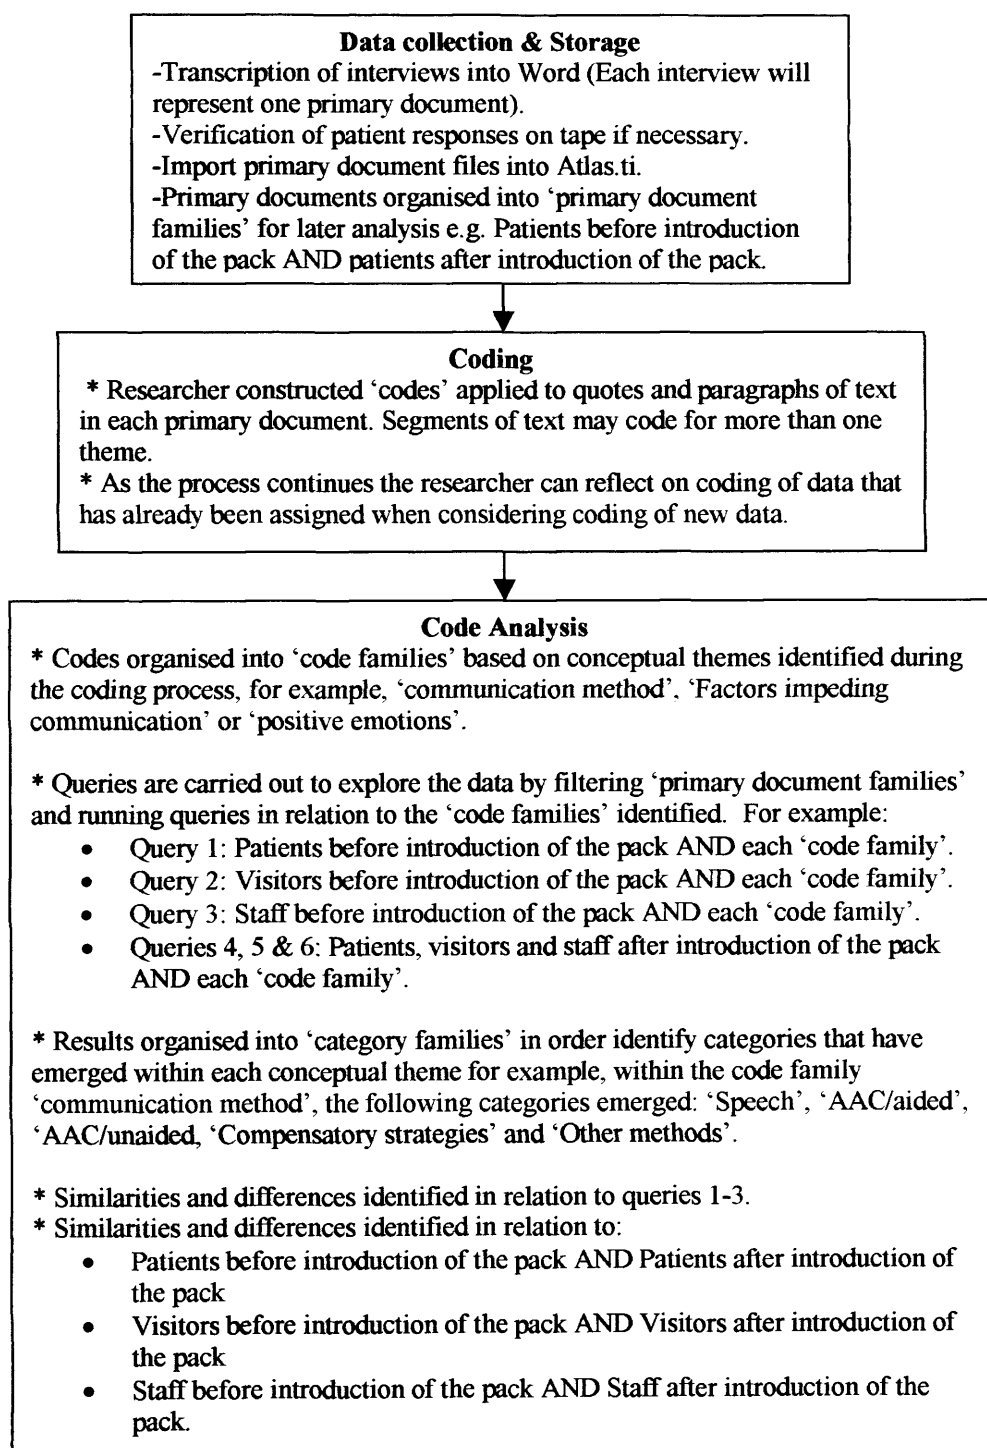 Data collection & Storage
-Transcription of interviews into Word (Each interview will
represent one primary document).
-Verification of patient responses on tape if necessary.
-Import primary document files into Atlas.ti.
-Primary documents organised into ‘primary document
families’ for later analysis e.g. Patients before introduction
of the pack AND patients after introduction of the pack.
Coding
* Researcher constructed ‘codes’ applied to quotes and paragraphs of text
in each primary document. Segments of text may code for more than one
theme.
* As the process continues the researcher can reflect on coding of data that
has already been assigned when considering coding of new data.
Code Analysis
* Codes organised into ‘code families’ based on conceptual themes identified during
the coding process, for example, ‘communication method’, ‘Factors impeding
communication’ or ‘positive emotions’.
* Queries are carried out to explore the data by filtering ‘primary document families’
and running queries in relation to the ‘code families’ identified. For example:
• Query 1: Patients before introduction of the pack AND each ‘code family’.
• Query 2: Visitors before introduction of the pack AND each ‘code family’.
• Query 3: Staff before introduction of the pack AND each ‘code family’.
• Queries 4, 5 & 6: Patients, visitors and staff after introduction of the pack
AND each ‘code family’.
* Results organised into ‘category families’ in order identify categories that have
emerged within each conceptual theme for example, within the code family
‘communication method’, the following categories emerged: ‘Speech’, ‘AAC/aided’,
‘AAC/unaided, ‘Compensatory strategies’ and ‘Other methods’.
* Similarities and differences identified in relation to queries 1-3.
* Similarities and differences identified in relation to:
• Patients before introduction of the pack AND Patients after introduction of
the pack
• Visitors before introduction of the pack AND Visitors after introduction of
the pack
• Staff before introduction of the pack AND Staff after introduction of the
pack.